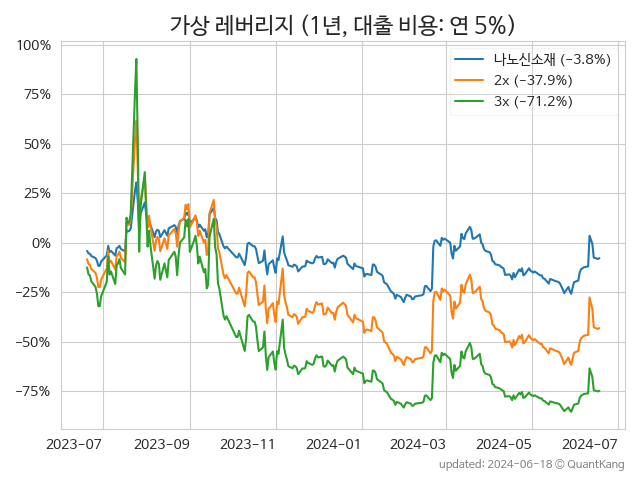 가상 레버리지 (1년, 대출 비용: 연 5%)
100%
75%
50%
25%
0%
−25%
−50%
−75%
나노신소재 (−3.8%)
2x (−37.9%)
3x (−71.2%)
2023-07 2023-09 2023-11 2024-01 2024-03 2024-05 2024-07
updated: 2024-06-18 © QuantKang